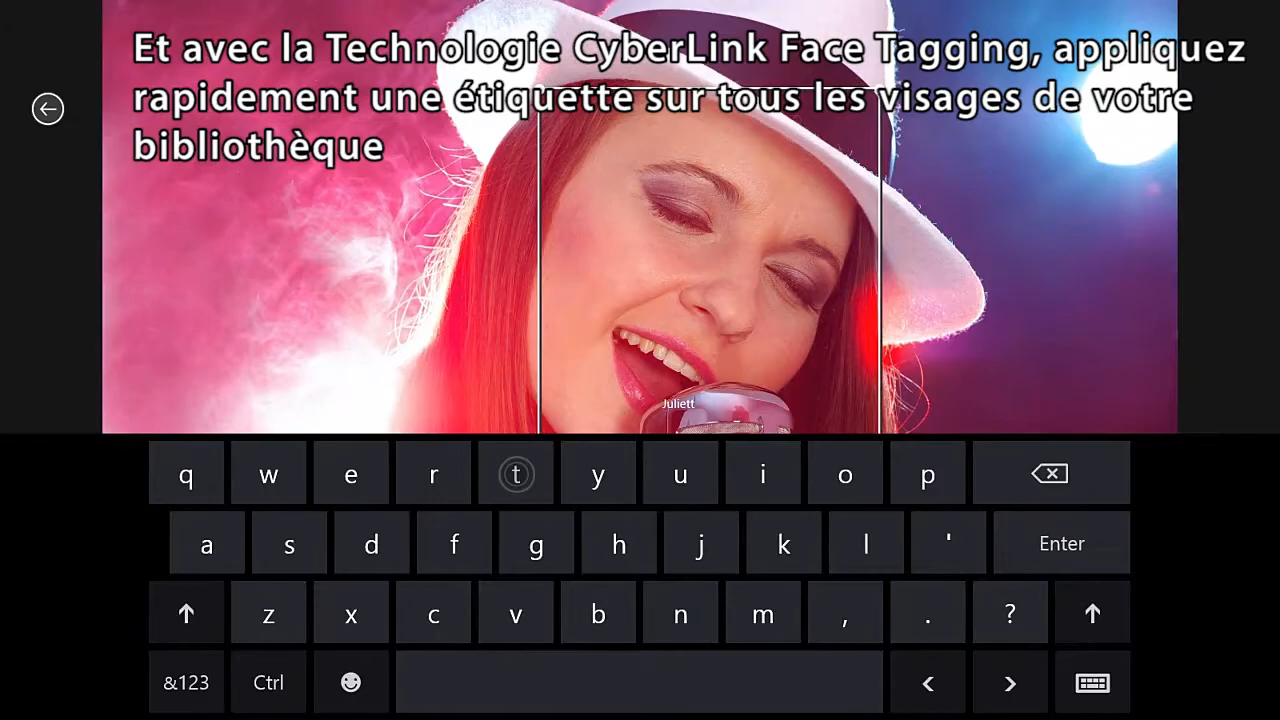 Et avec la Technologie CyberLink Face Tagging, appliquez
rapidement une étiquette sur tous les visages de votre
bibliothèque
Juliett
q w e r t y u i o p
a s d f g h j k l ' Enter
z x c v b n m , . ?
&123 Ctrl < >